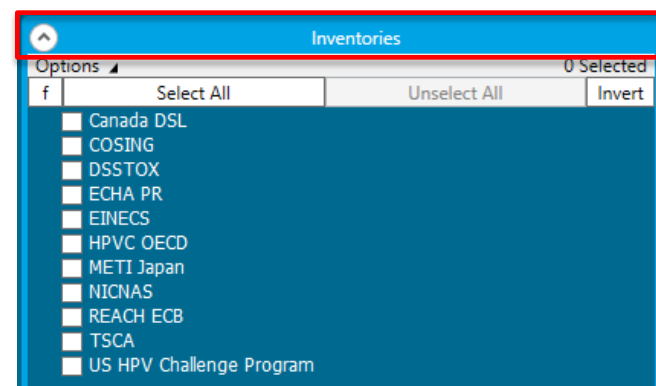 Inventories
Options 0 Selected
f Select All Unselect All Invert
Canada DSL
COSING
DSSTOX
ECHA PR
EINECS
HPVC OECD
METI Japan
NICNAS
REACH ECB
TSCA
US HPV Challenge Program